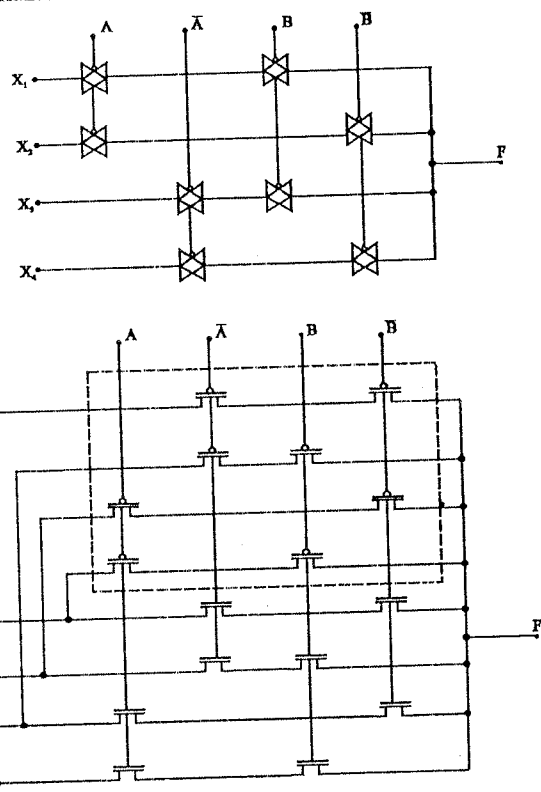 A A̅ B B̅
X₁
X₂
F
X₃
X₄
A A̅ B B̅
F